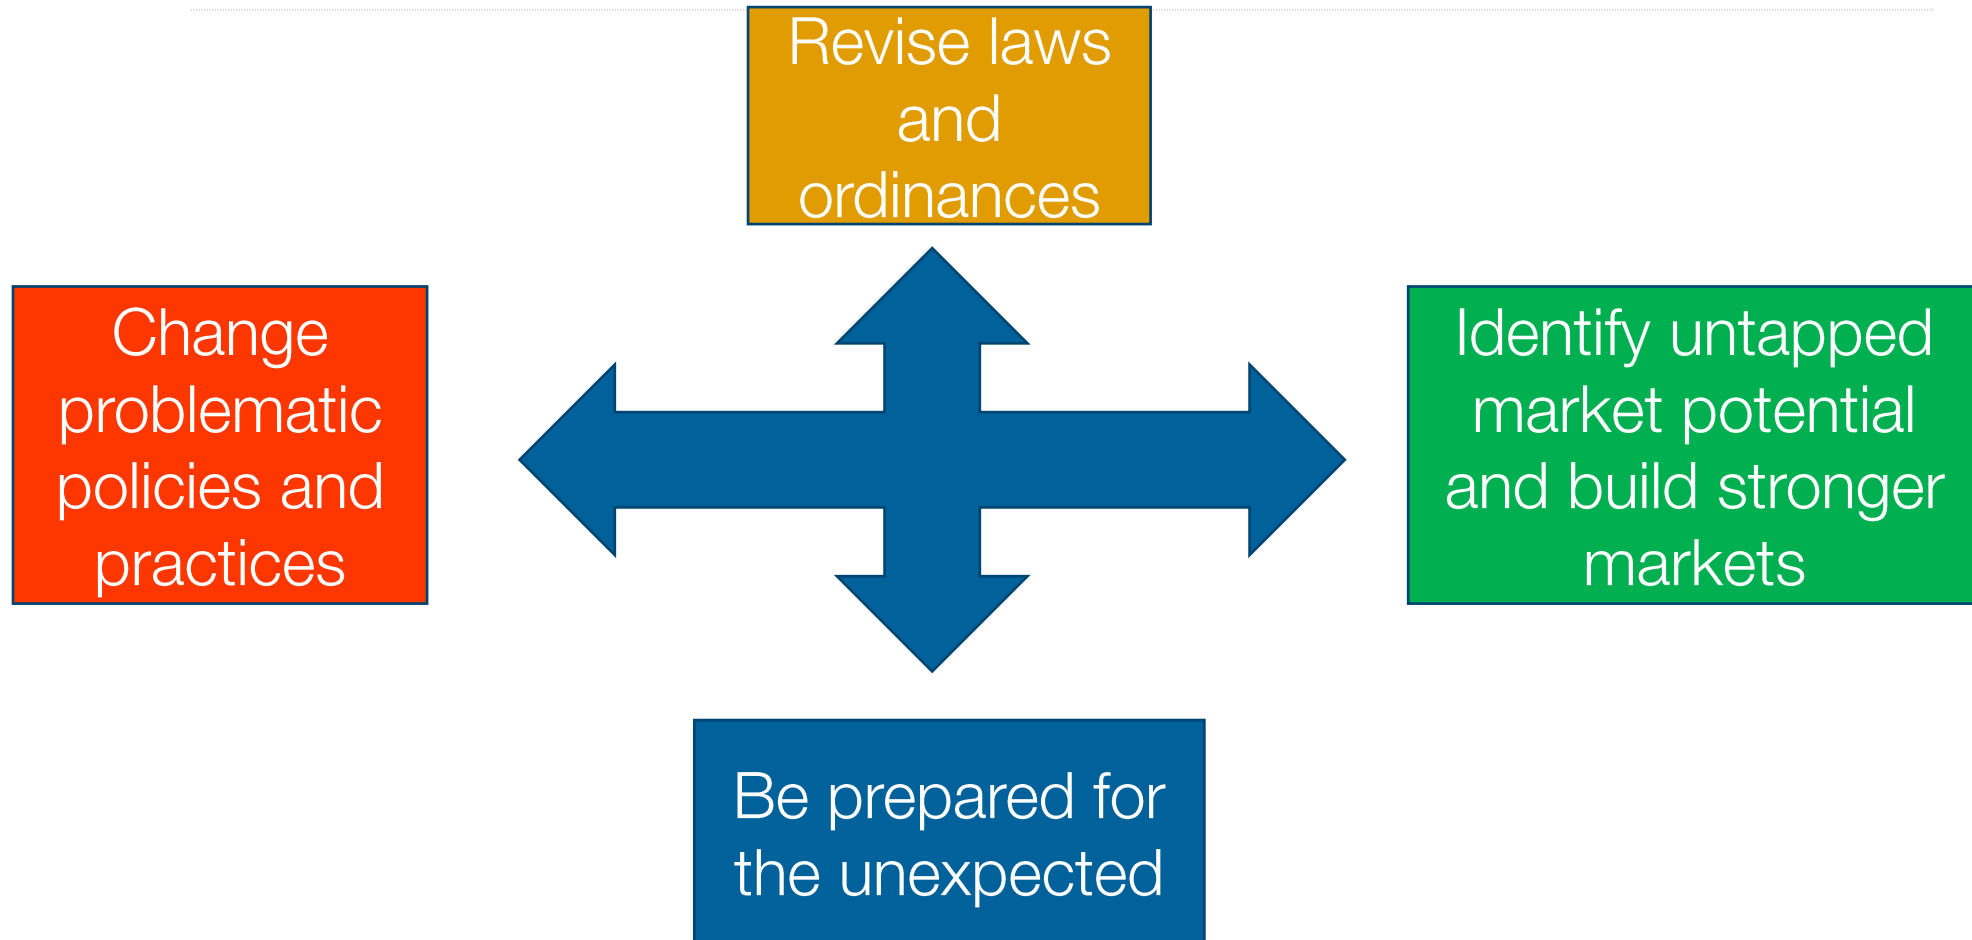 Revise laws
and
ordinances
Change
problematic
policies and
practices
Identify untapped
market potential
and build stronger
markets
Be prepared for
the unexpected